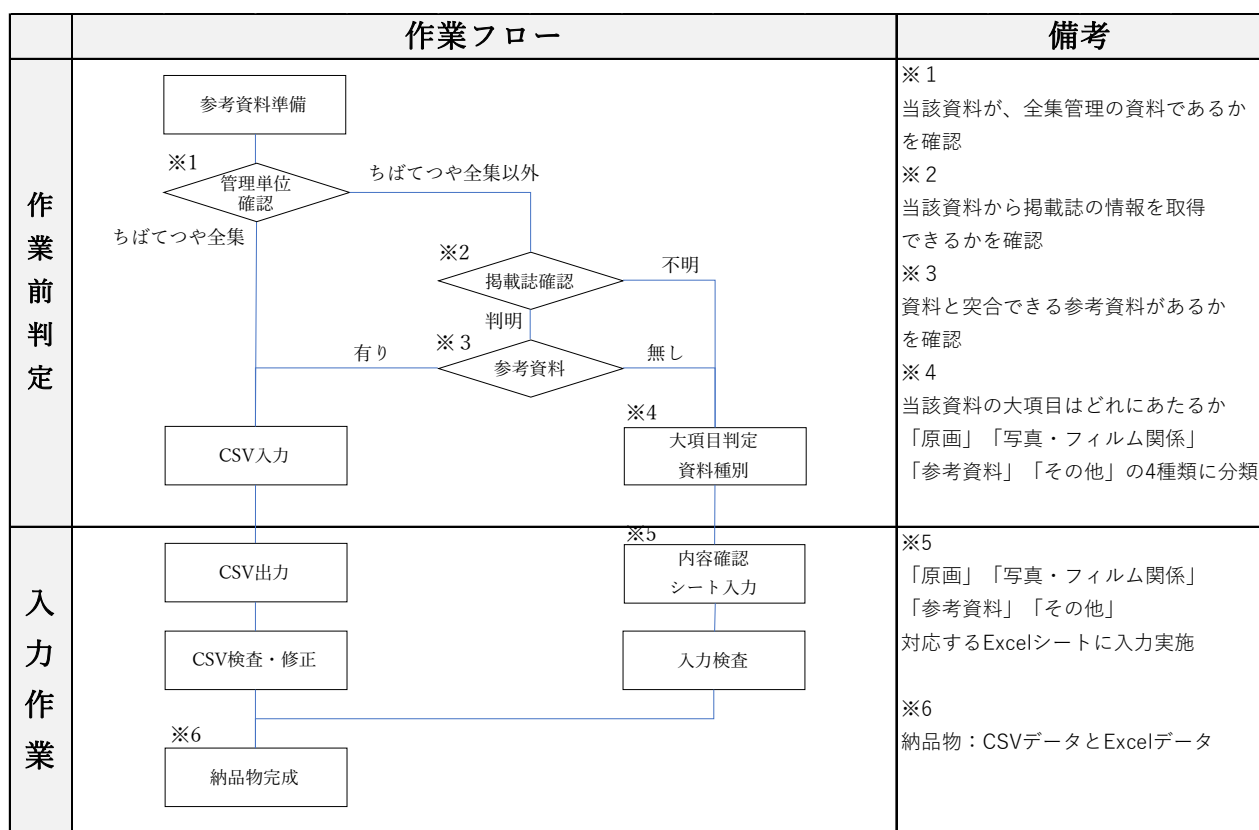 作業フロー
備考
作業前判定
参考資料準備
※1
管理単位
確認
ちばてつや全集以外
ちばてつや全集
※2
掲載誌確認
不明
判明
※３
参考資料
有り
無し
※4
CSV入力
大項目判定
資料種別
※１
当該資料が、全集管理の資料であるか
を確認
※２
当該資料から掲載誌の情報を取得
できるかを確認
※３
資料と突合できる参考資料があるか
を確認
※４
当該資料の大項目はどれにあたるか
「原画」「写真・フィルム関係」
「参考資料」「その他」の4種類に分類
入力作業
CSV出力
※5
内容確認
シート入力
CSV検査・修正
入力検査
※6
納品物完成
※5
「原画」「写真・フィルム関係」
「参考資料」「その他」
対応するExcelシートに入力実施
※6
納品物：CSVデータとExcelデータ